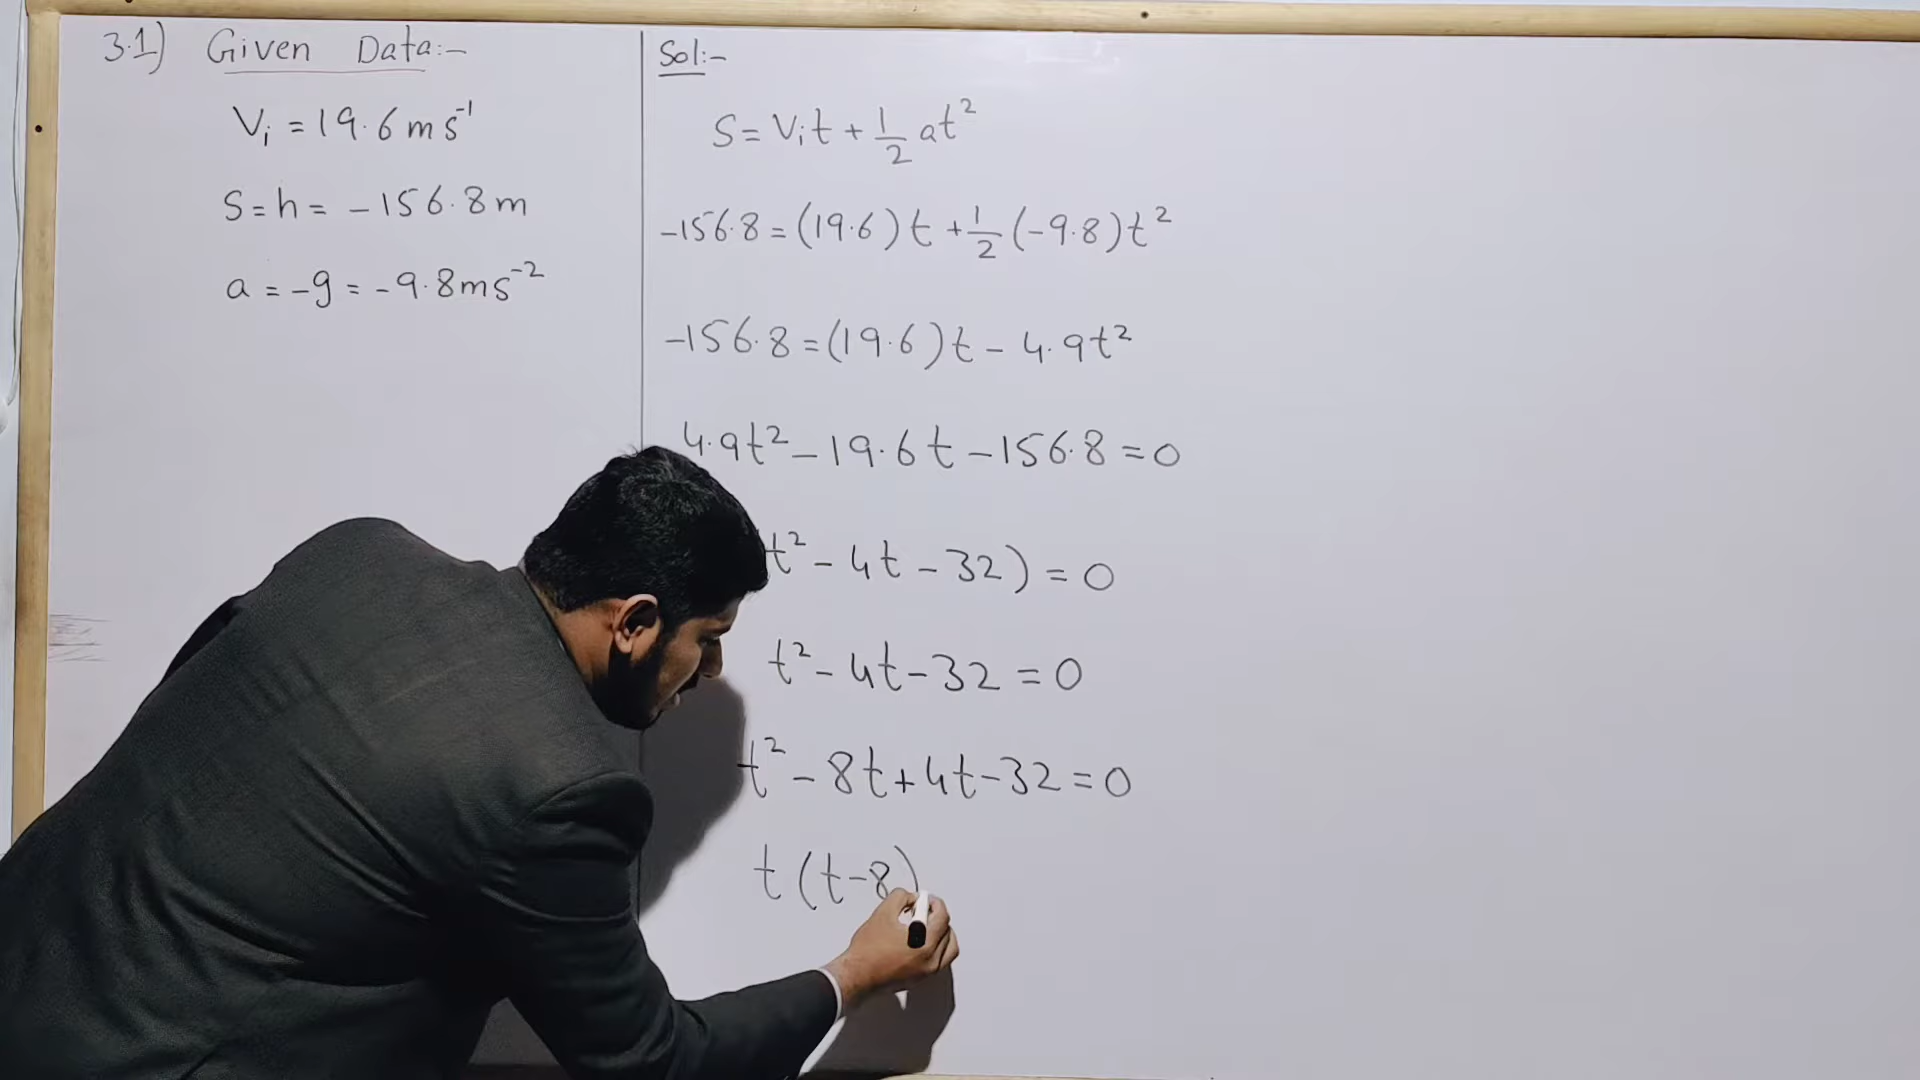 3.1) Given Data:-
Vi = 19.6 ms⁻¹
S = h = -156.8 m
a = -g = -9.8 ms⁻²
Sol:-
S = Vit + 1/2 at²
-156.8 = (19.6)t + 1/2 (-9.8)t²
-156.8 = (19.6)t - 4.9t²
4.9t² - 19.6t - 156.8 = 0
t² - 4t - 32) = 0
t² - 4t - 32 = 0
t² - 8t + 4t - 32 = 0
t(t-8)